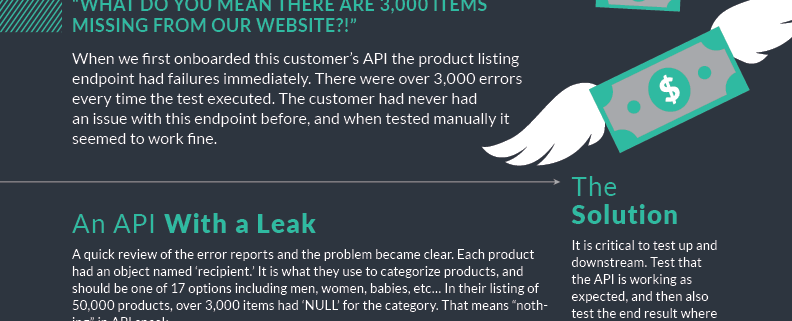 “WHAT DO YOU MEAN THERE ARE 3,000 ITEMS
MISSING FROM OUR WEBSITE?!”
When we first onboarded this customer’s API the product listing
endpoint had failures immediately. There were over 3,000 errors
every time the test executed. The customer had never had
an issue with this endpoint before, and when tested manually it
seemed to work fine.
An API With a Leak
A quick review of the error reports and the problem became clear. Each product
had an object named ‘recipient.’ It is what they use to categorize products, and
should be one of 17 options including men, women, babies, etc... In their listing of
50,000 products, over 3,000 items had ‘NULL’ for the category. That means “noth-
ing” in API speak.
The
Solution
It is critical to test up and
downstream. Test that
the API is working as
expected, and then also
test the end result where
$